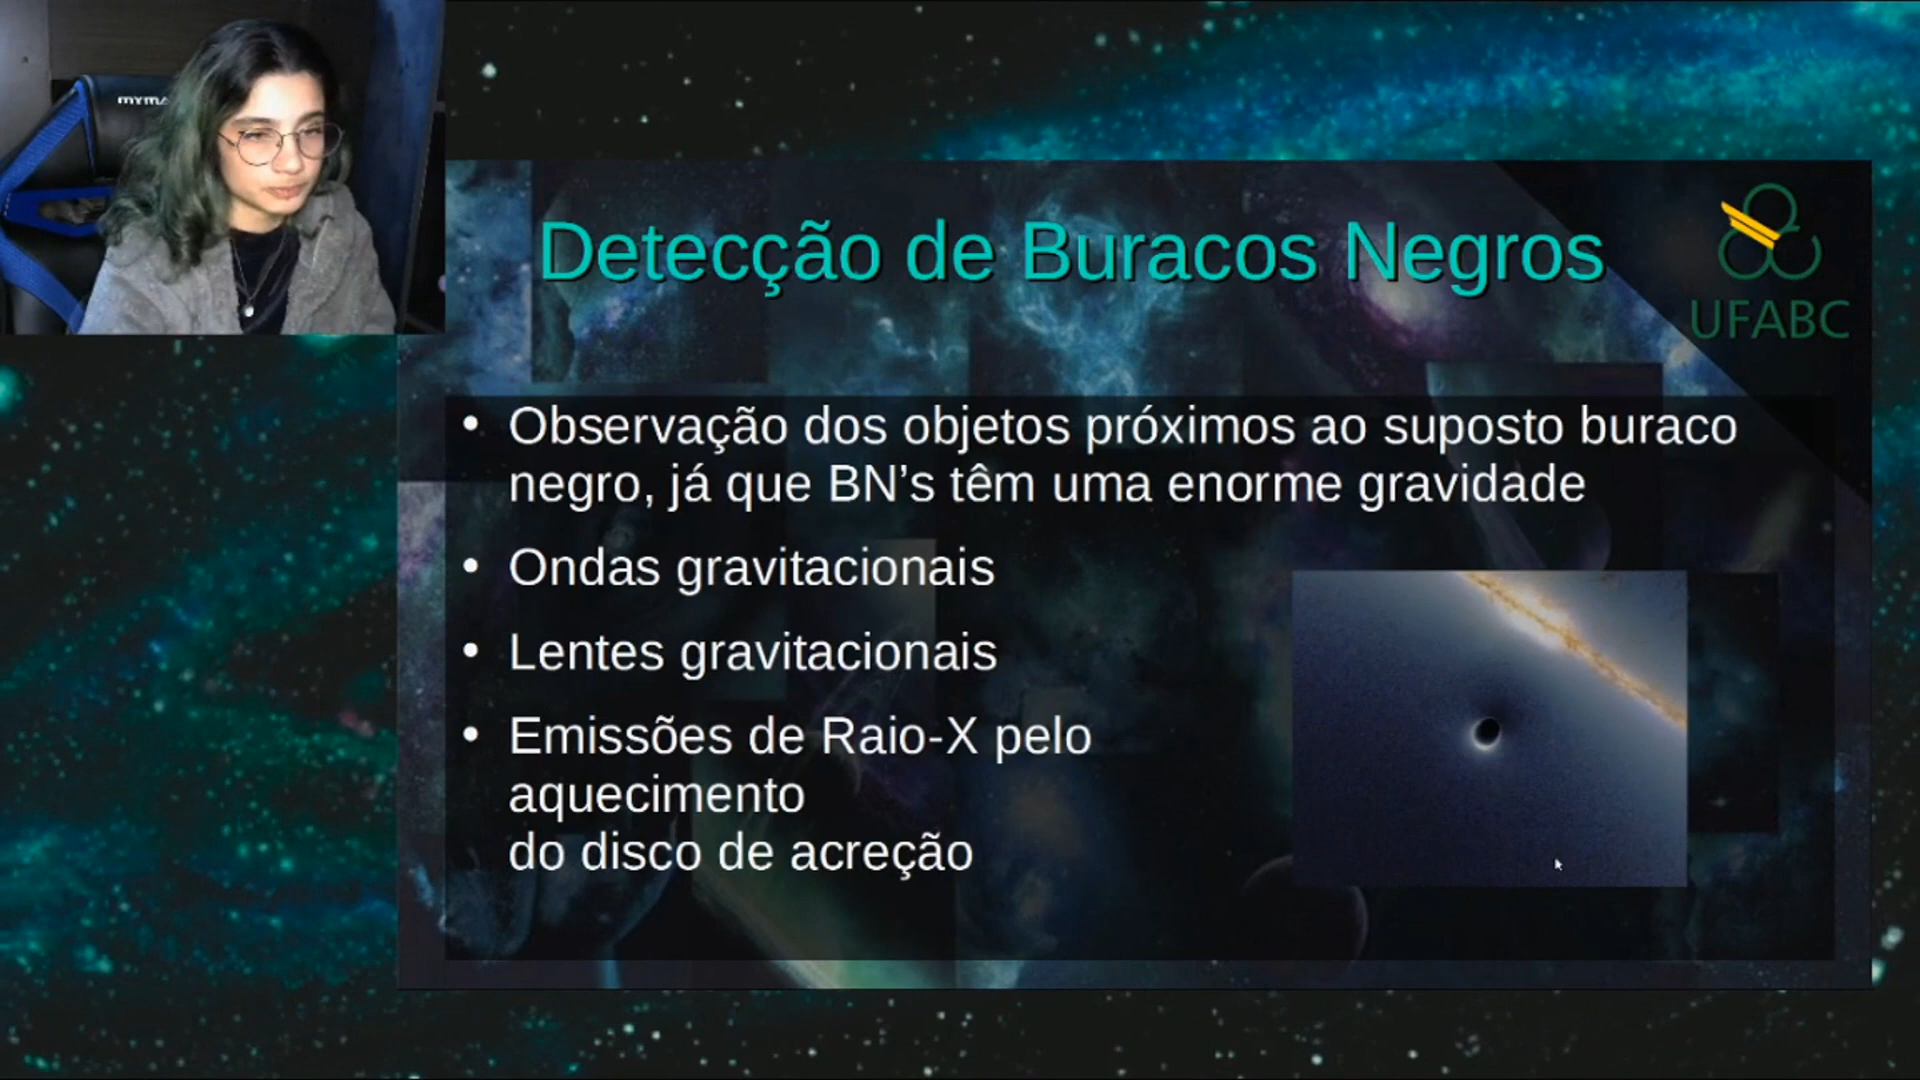 Detecção de Buracos Negros
UFABC
• Observação dos objetos próximos ao suposto buraco
negro, já que BN’s têm uma enorme gravidade
• Ondas gravitacionais
• Lentes gravitacionais
• Emissões de Raio-X pelo
aquecimento
do disco de acreção